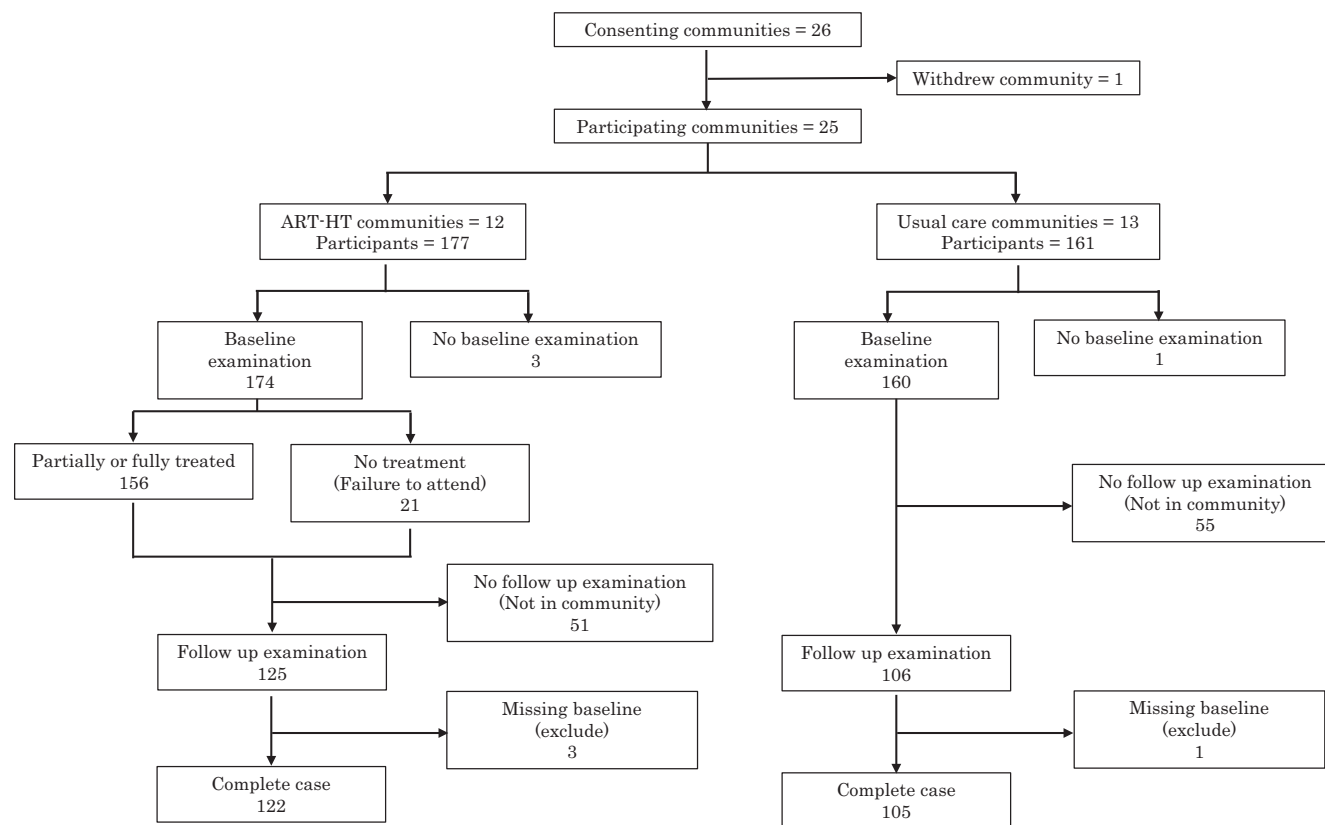 Consenting communities = 26
Withdrew community = 1
Participating communities = 25
ART-HT communities = 12
Participants = 177
Usual care communities = 13
Participants = 161
Baseline
examination
174
No baseline examination
3
Baseline
examination
160
No baseline examination
1
Partially or fully treated
156
No treatment
(Failure to attend)
21
No follow up examination
(Not in community)
55
No follow up examination
(Not in community)
51
Follow up examination
125
Follow up examination
106
Missing baseline
(exclude)
3
Missing baseline
(exclude)
1
Complete case
122
Complete case
105